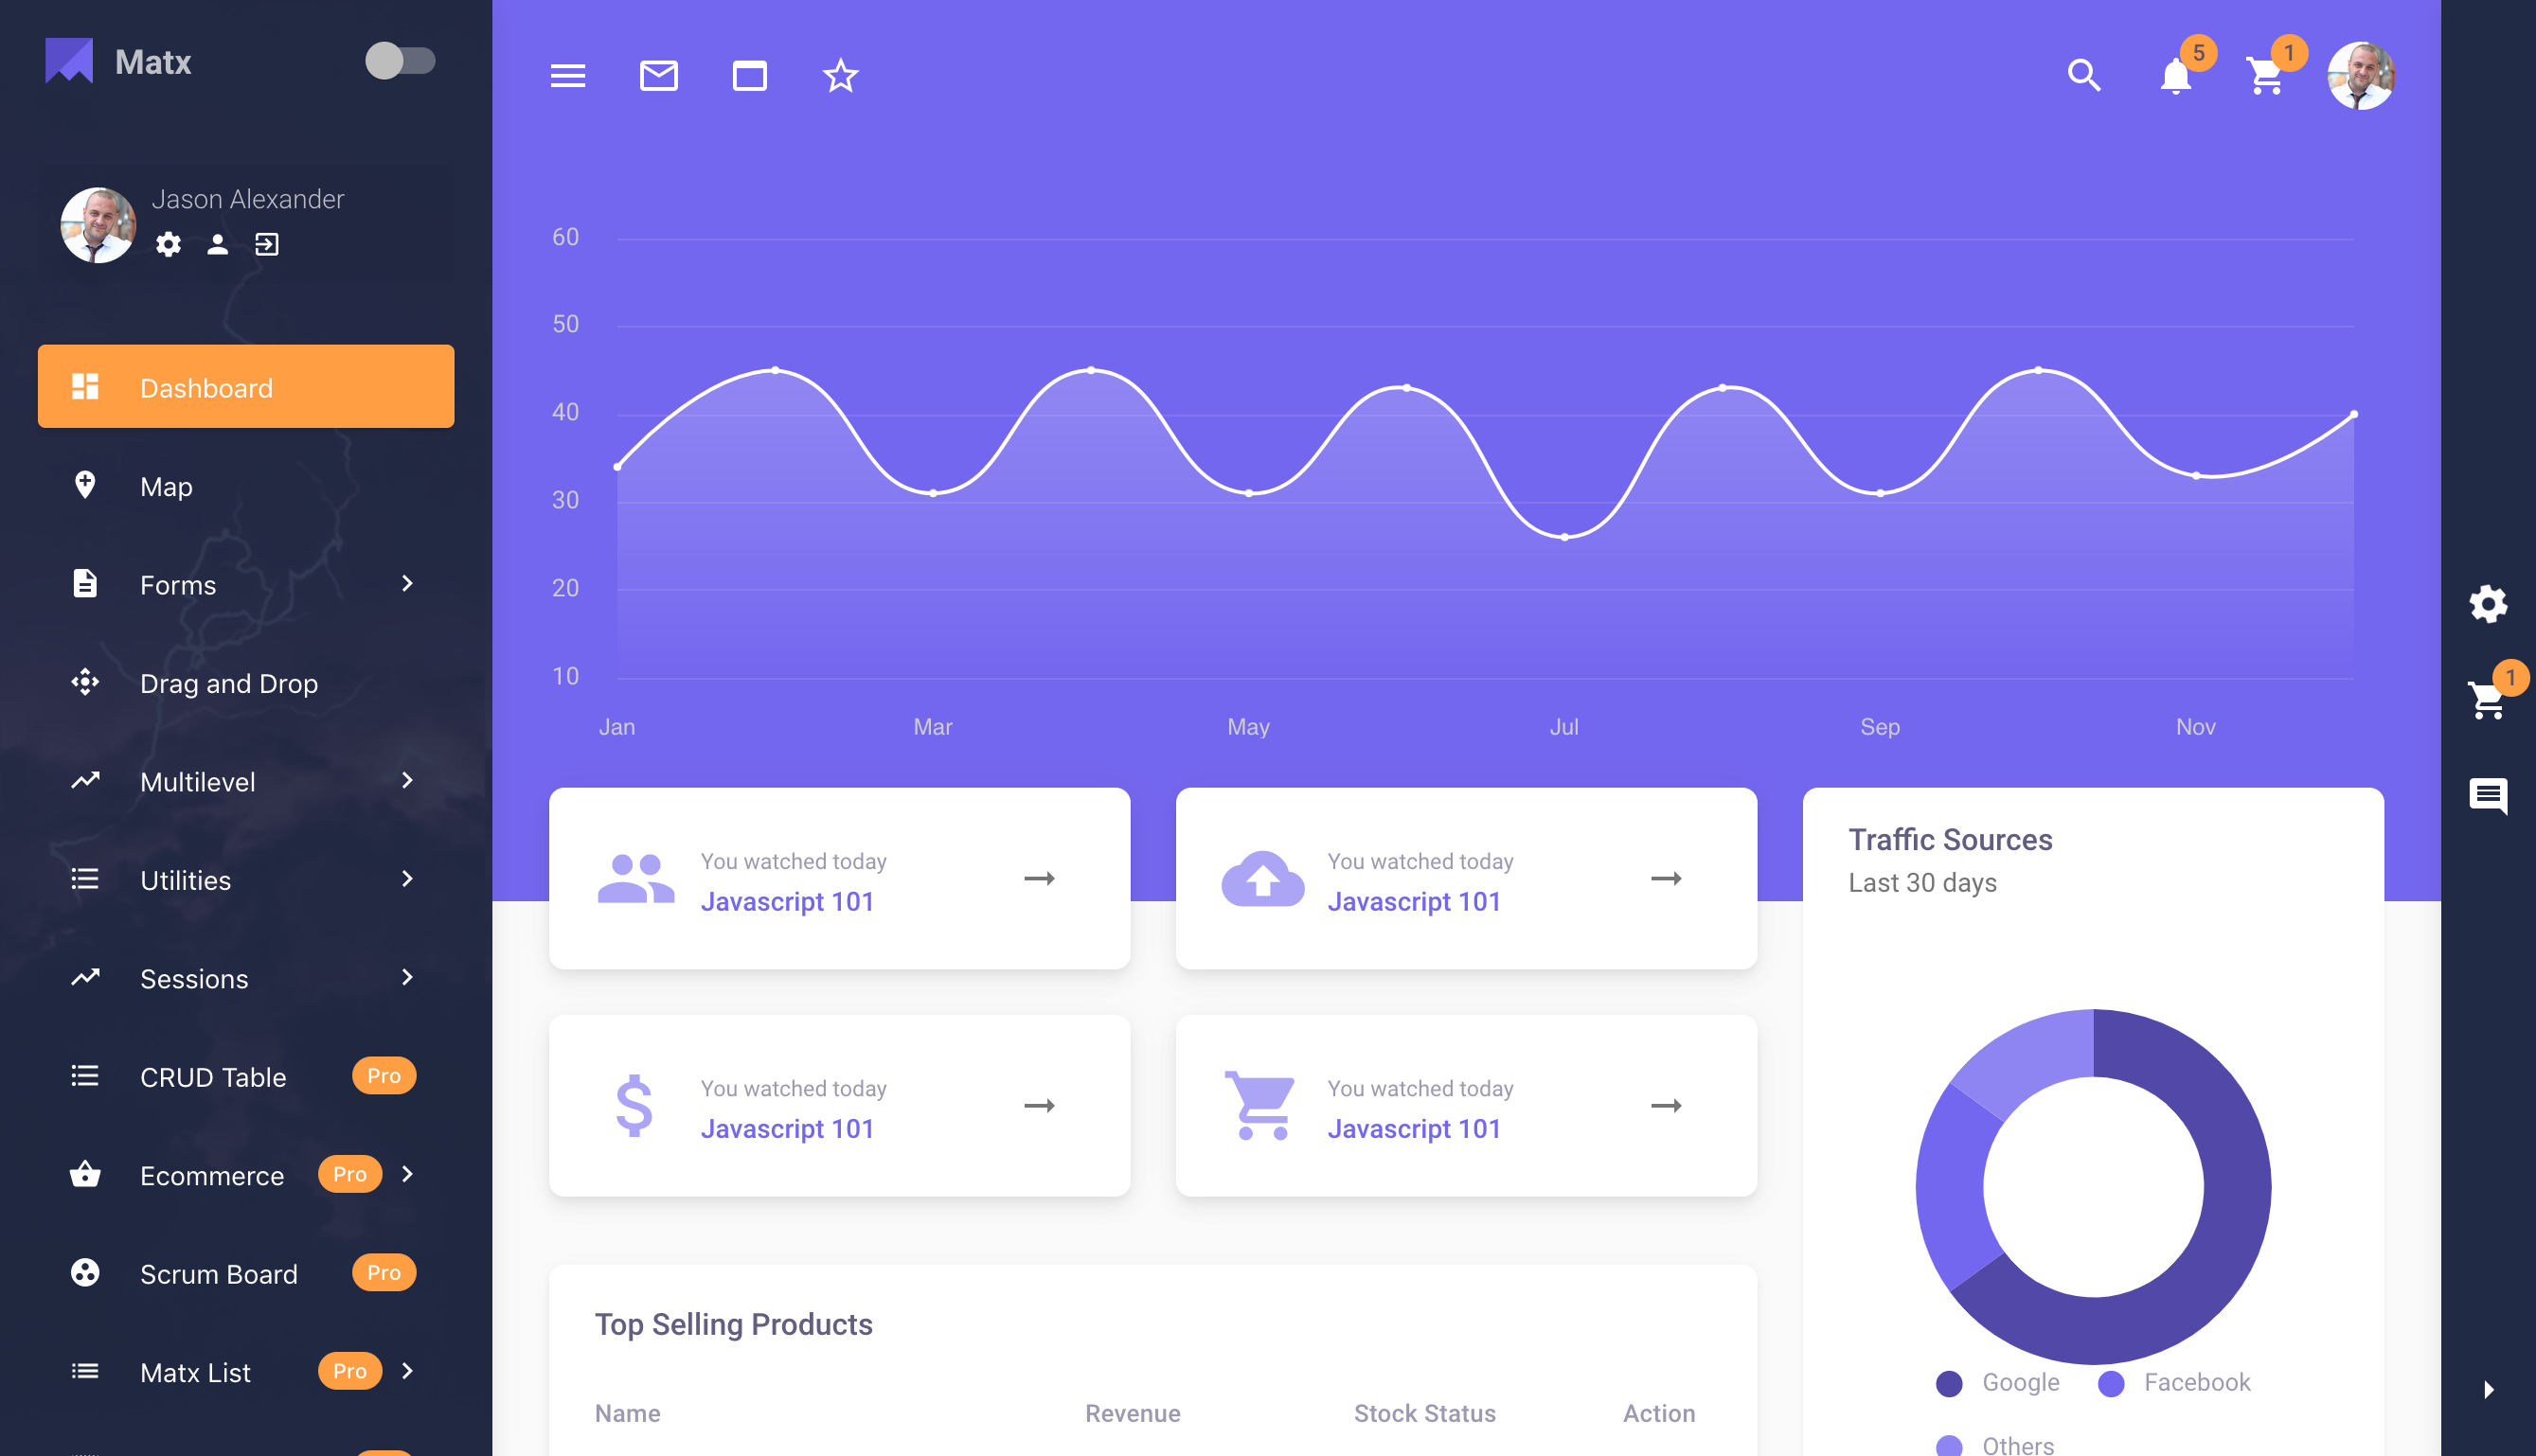 Matx
Jason Alexander
Dashboard
Map
Forms
Drag and Drop
Multilevel
Utilities
Sessions
CRUD Table Pro
Ecommerce Pro
Scrum Board Pro
Matx List Pro
5
1
60
50
40
30
20
10
Jan Mar May Jul Sep Nov
You watched today
Javascript 101
You watched today
Javascript 101
You watched today
Javascript 101
You watched today
Javascript 101
Top Selling Products
Name Revenue Stock Status Action
Traffic Sources
Last 30 days
Google Facebook
Others
1